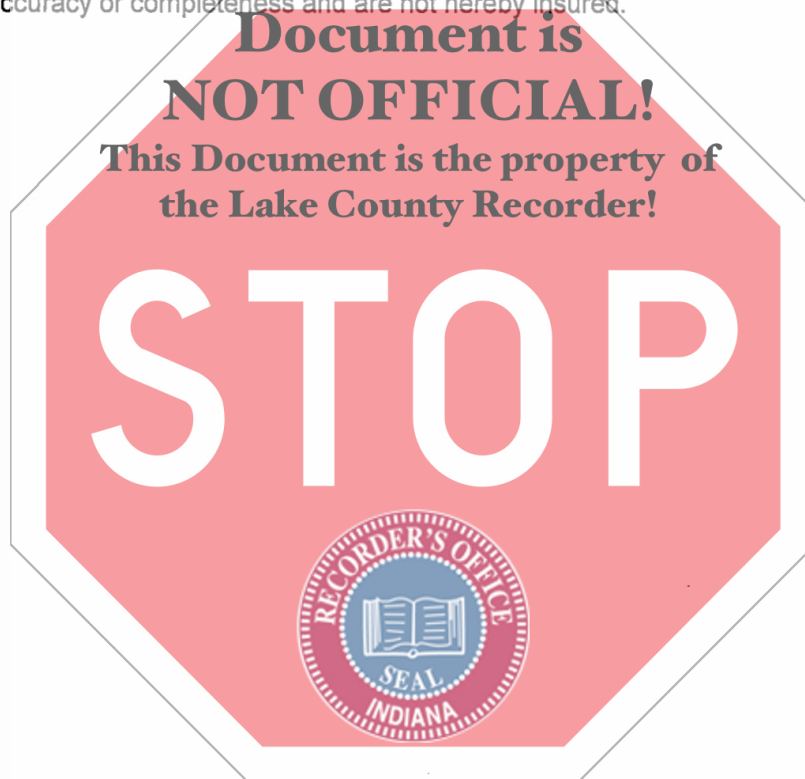 ccuracy or completeness and are not hereby insured.
Document is
NOT OFFICIAL!
This Document is the property of
the Lake County Recorder!
STOP
RECORDER'S OFFICE
SEAL
INDIANA